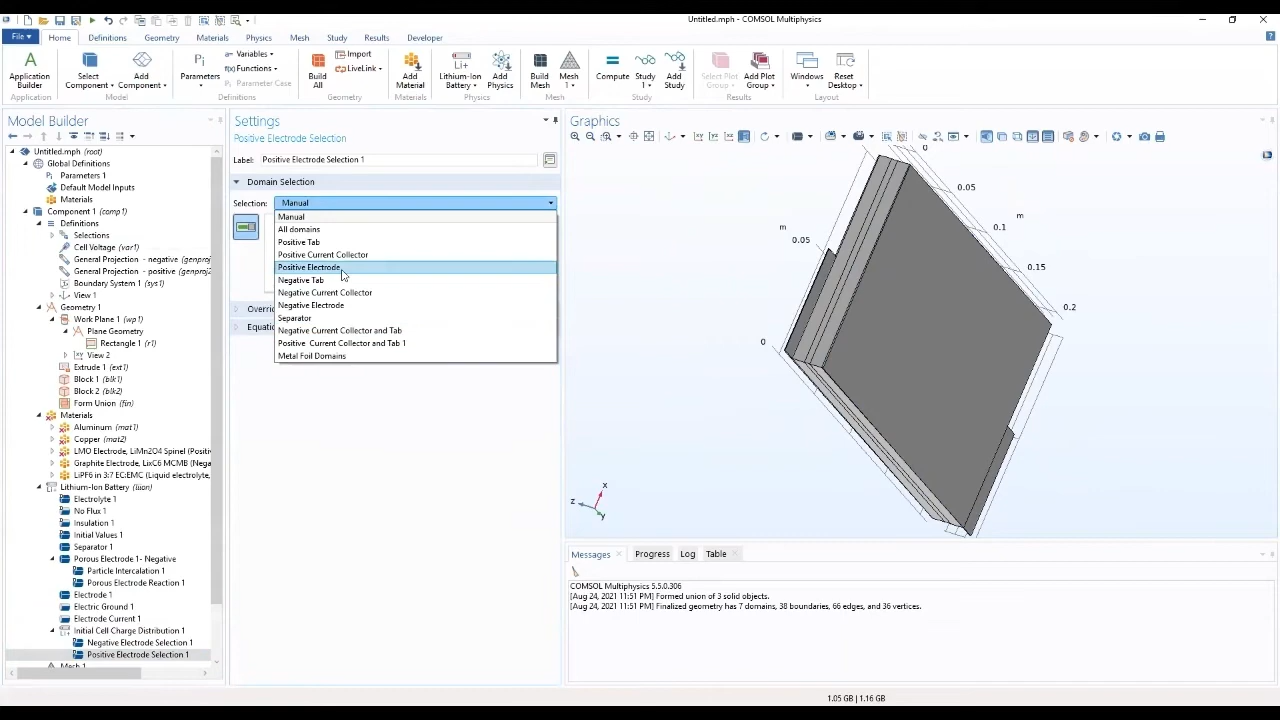 Untitled.mph - COMSOL Multiphysics
File
Home
Definitions
Geometry
Materials
Physics
Mesh
Study
Results
Developer
Application Builder
Application
Select Component
Add Component
Model
Parameters
a= Variables
f(x) Functions
Pi Parameter Case
Definitions
Build All
Import
LiveLink
Geometry
Add Material
Materials
Lithium-Ion Battery
Add Physics
Physics
Build Mesh
Mesh 1
Mesh
Compute
Study 1
Add Study
Study
Select Plot Group
Add Plot Group
Results
Windows
Reset Desktop
Layout
Model Builder
Untitled.mph (root)
Global Definitions
Parameters 1
Default Model Inputs
Materials
Component 1 (comp1)
Definitions
Selections
Cell Voltage (var1)
General Projection - negative (genproj
General Projection - positive (genproj2
Boundary System 1 (sys1)
View 1
Geometry 1
Work Plane 1 (wp1)
Plane Geometry
Rectangle 1 (r1)
View 2
Extrude 1 (ext1)
Block 1 (blk1)
Block 2 (blk2)
Form Union (fin)
Materials
Aluminum (mat1)
Copper (mat2)
LMO Electrode, LiMn2O4 Spinel (Positi
Graphite Electrode, LixC6 MCMB (Nega
LiPF6 in 3:7 EC:EMC (Liquid electrolyte,
Lithium-Ion Battery (liion)
Electrolyte 1
No Flux 1
Insulation 1
Initial Values 1
Separator 1
Porous Electrode 1- Negative
Particle Intercalation 1
Porous Electrode Reaction 1
Electrode 1
Electric Ground 1
Electrode Current 1
Initial Cell Charge Distribution 1
Negative Electrode Selection 1
Positive Electrode Selection 1
Mesh 1
Settings
Positive Electrode Selection
Label: Positive Electrode Selection 1
Domain Selection
Selection: Manual
Manual
All domains
Positive Tab
Positive Current Collector
Positive Electrode
Negative Tab
Negative Current Collector
Negative Electrode
Separator
Negative Current Collector and Tab
Positive  Current Collector and Tab 1
Metal Foil Domains
Overri
Equatio
Graphics
0
0.05
m
0.1
0.15
0.2
m
0.05
0
x
z
y
Messages
Progress
Log
Table
COMSOL Multiphysics 5.5.0.306
[Aug 24, 2021 11:51 PM] Formed union of 3 solid objects.
[Aug 24, 2021 11:51 PM] Finalized geometry has 7 domains, 38 boundaries, 66 edges, and 36 vertices.
1.05 GB | 1.16 GB